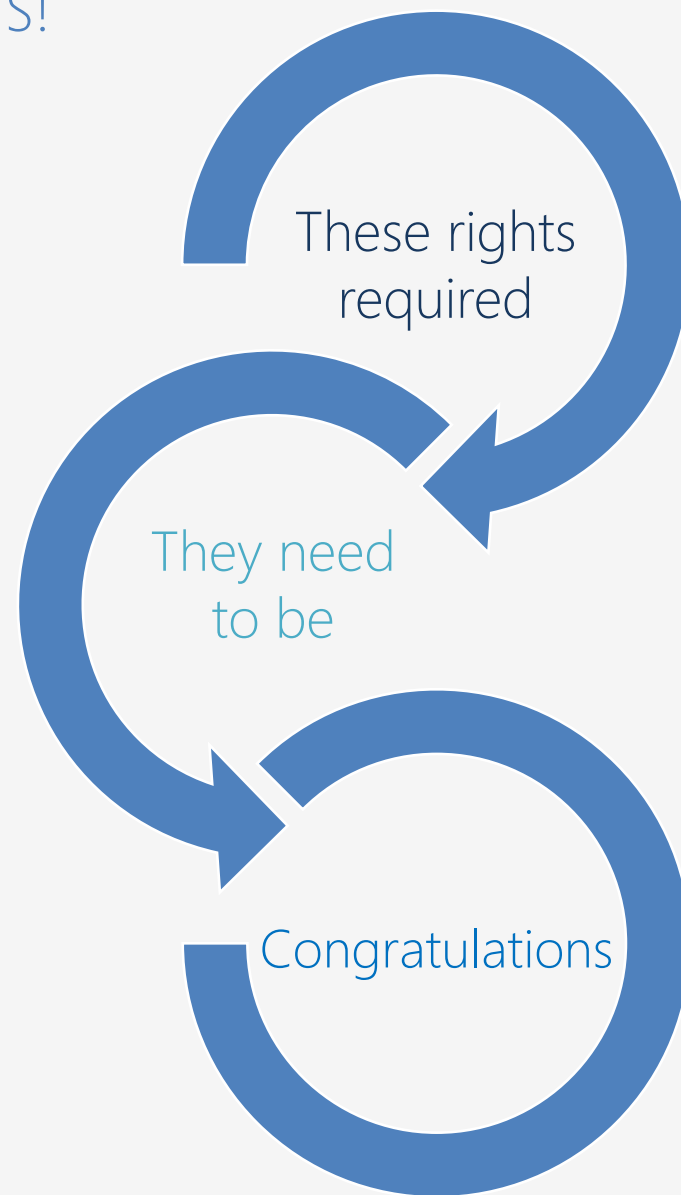 S!
These rights
required
They need
to be
Congratulations